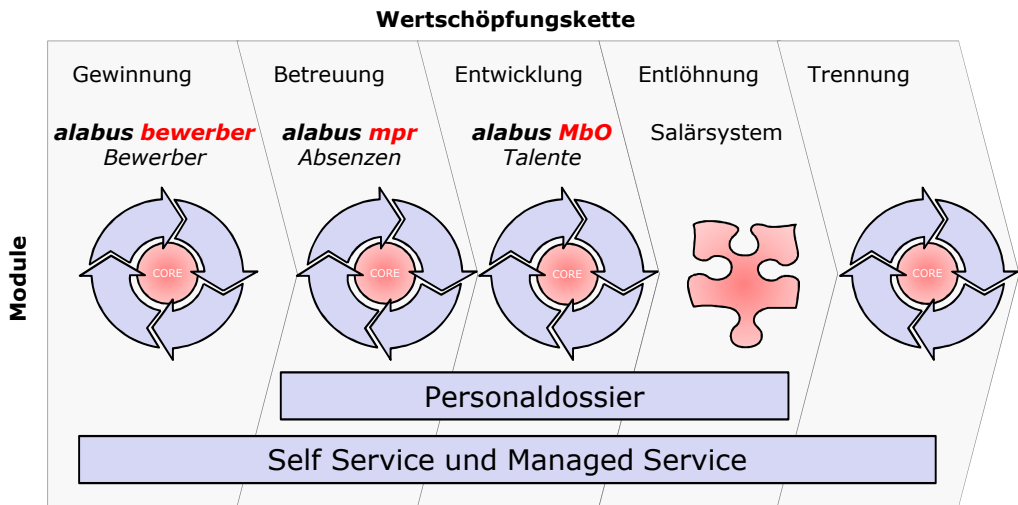 Wertschöpfungskette
Gewinnung
Betreuung
Entwicklung
Entlöhnung
Trennung
alabus bewerber
Bewerber
alabus mpr
Absenzen
alabus MbO
Talente
Salärsystem
Module
CORE
CORE
CORE
CORE
Personaldossier
Self Service und Managed Service